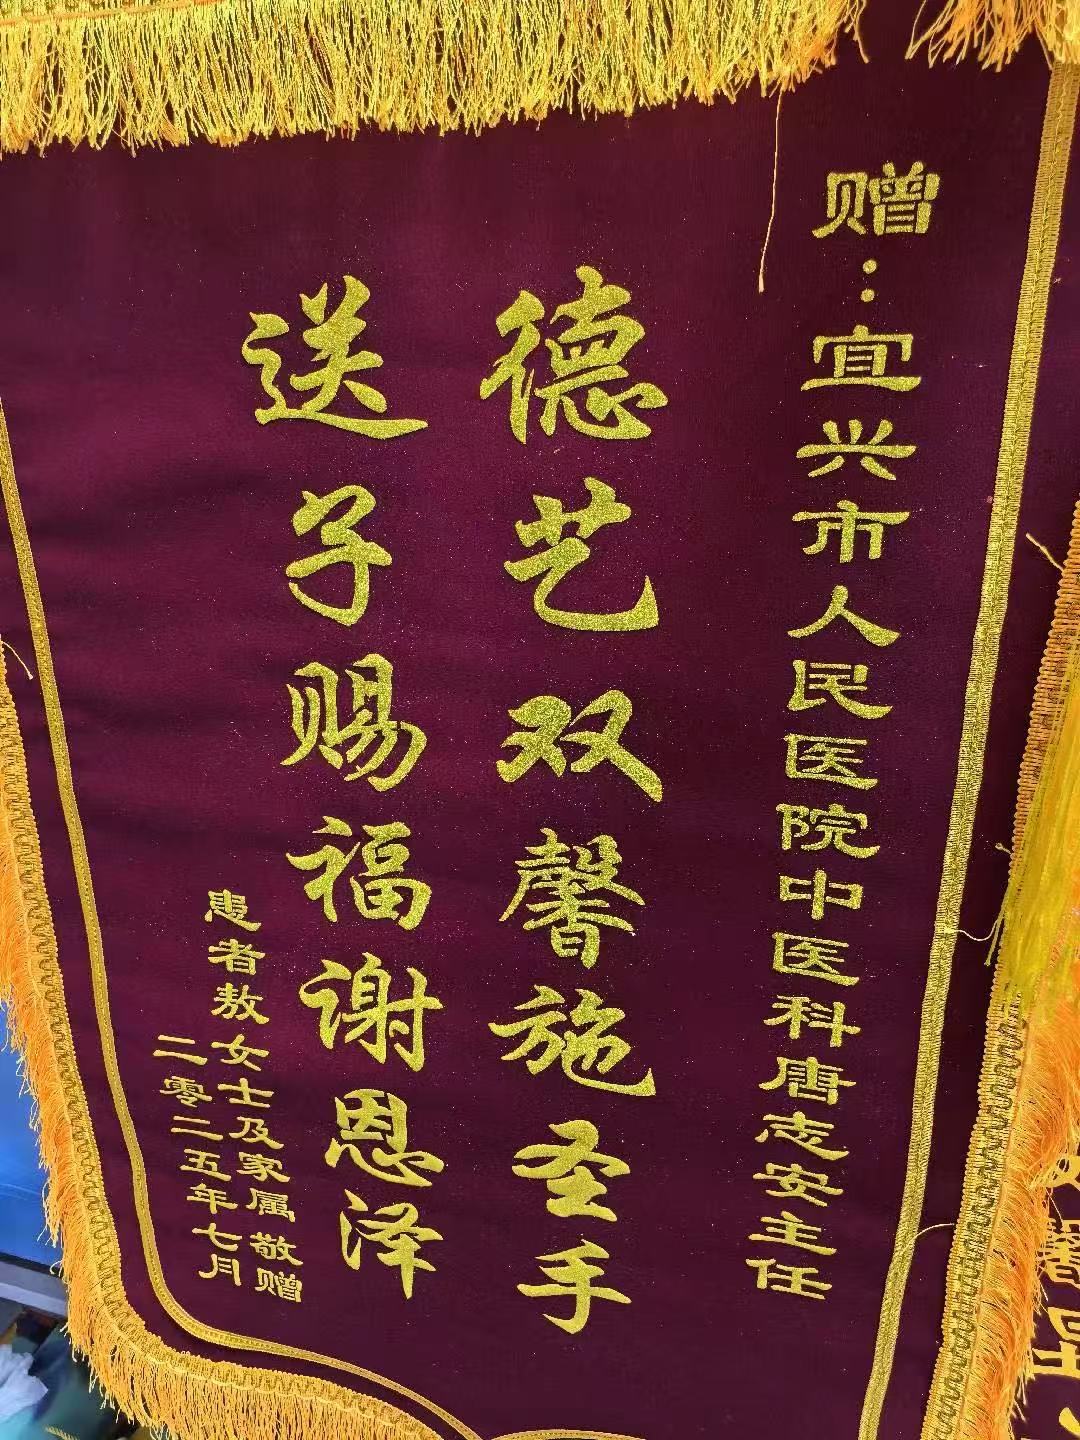 赠：宜兴市人民医院中医科唐志安主任
德艺双馨施圣手
送子赐福谢恩泽
患者敖女士及家属敬赠
二零二五年七月